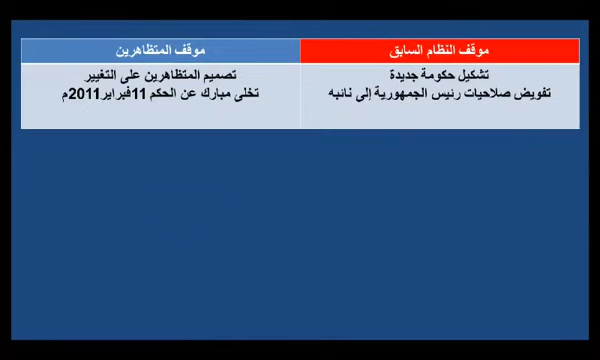 موقف النظام السابق
موقف المتظاهرين
تشكيل حكومة جديدة
تفويض صلاحيات رئيس الجمهورية إلى نائبه
تصميم المتظاهرين على التغيير
تخلى مبارك عن الحكم 11فبراير2011م